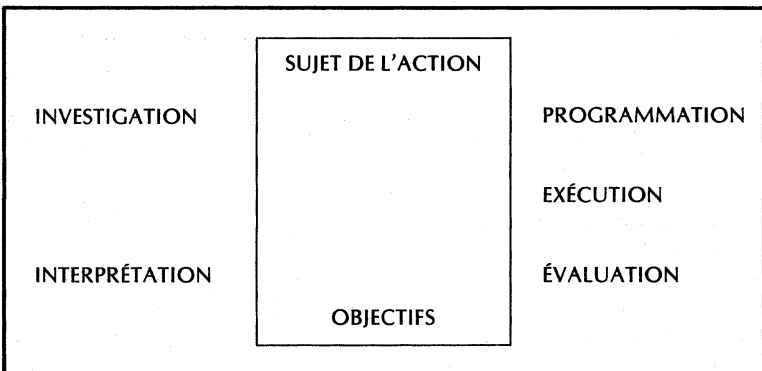 SUJET DE L'ACTION
INVESTIGATION
PROGRAMMATION
EXÉCUTION
INTERPRÉTATION
ÉVALUATION
OBJECTIFS